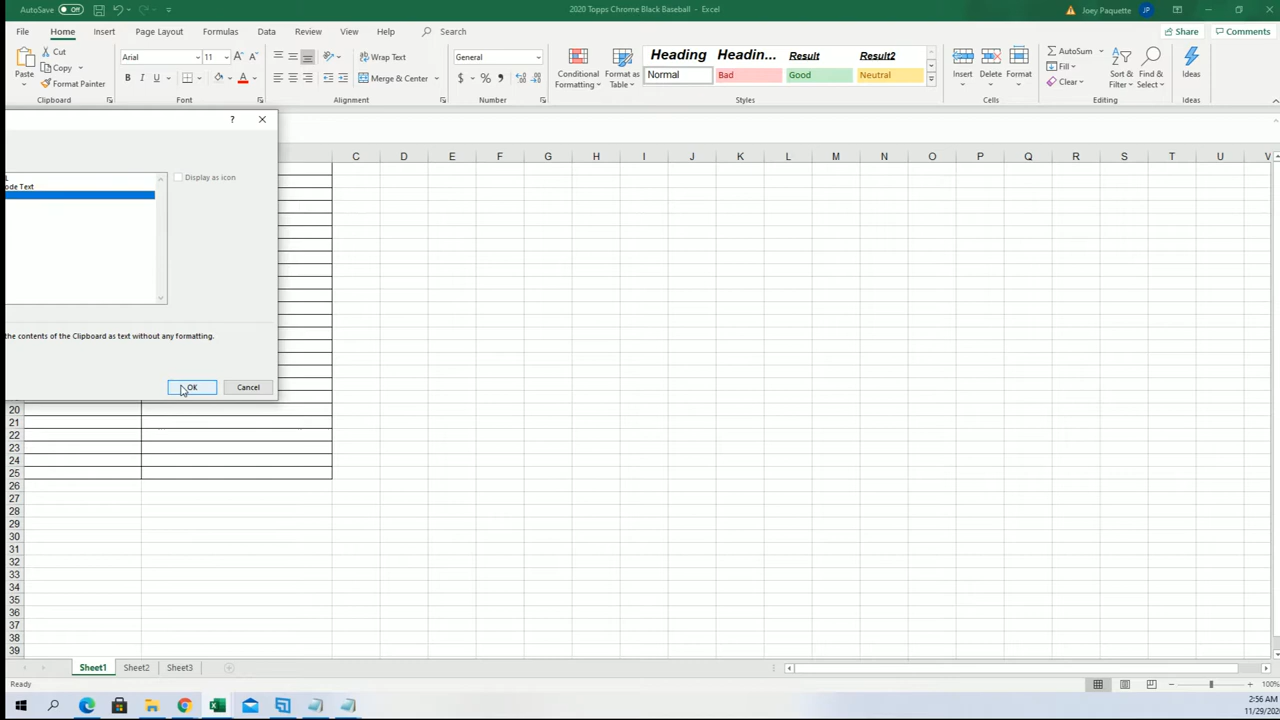 AutoSave Off
2020 Topps Chrome Black Baseball - Excel
Joey Paquette JP
File Home Insert Page Layout Formulas Data Review View Help Search
Share Comments
Cut
Copy
Format Painter
Paste
Clipboard
Arial 11
B I U
Font
Wrap Text
Merge & Center
Alignment
General
$ % ,
Number
Conditional Formatting
Format as Table
Heading Headin... Result Result2
Normal Bad Good Neutral
Styles
Insert Delete Format
Cells
AutoSum
Fill
Clear
Sort & Filter
Find & Select
Editing
Ideas
Ideas
? ×
C D E F G H I J K L M N O P Q R S T U V
ode Text
Display as icon
the contents of the Clipboard as text without any formatting.
OK Cancel
20
21
22
23
24
25
26
27
28
29
30
31
32
33
34
35
36
37
38
39
Sheet1 Sheet2 Sheet3
Ready
100%
2:56 AM